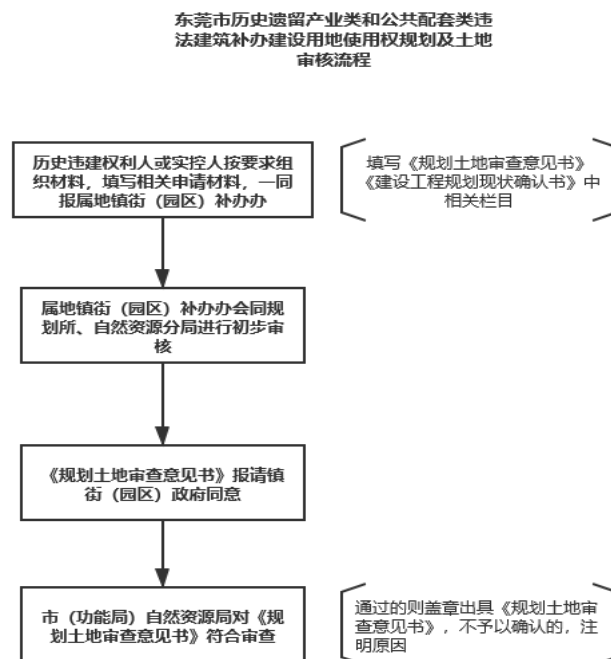 东莞市历史遗留产业类和公共配套类违
法建筑补办建设用地使用权规划及土地
审核流程
历史违建权利人或实控人按要求组
织材料，填写相关申请材料，一同
报属地镇街（园区）补办办
填写《规划土地审查意见书》
《建设工程规划现状确认书》中
相关栏目
属地镇街（园区）补办办会同规
划所、自然资源分局进行初步审
核
《规划土地审查意见书》报请镇
街（园区）政府同意
市（功能局）自然资源局对《规
划土地审查意见书》符合审查
通过的则盖章出具《规划土地审
查意见书》，不予以确认的，注
明原因